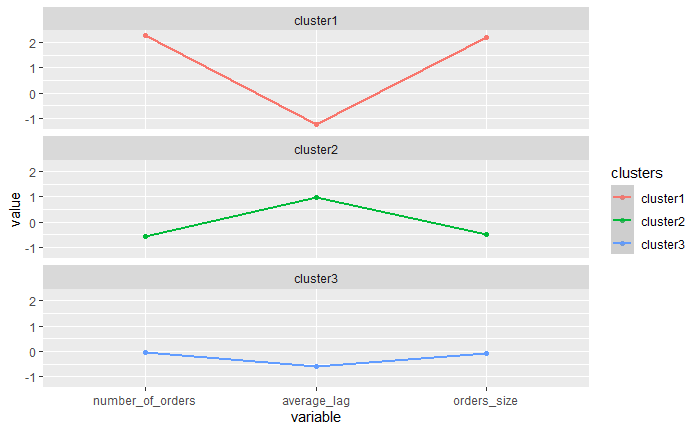 cluster1
2
1
0
-1
cluster2
2
1
0
-1
cluster3
2
1
0
-1
value
number_of_orders average_lag orders_size
variable
clusters
cluster1
cluster2
cluster3